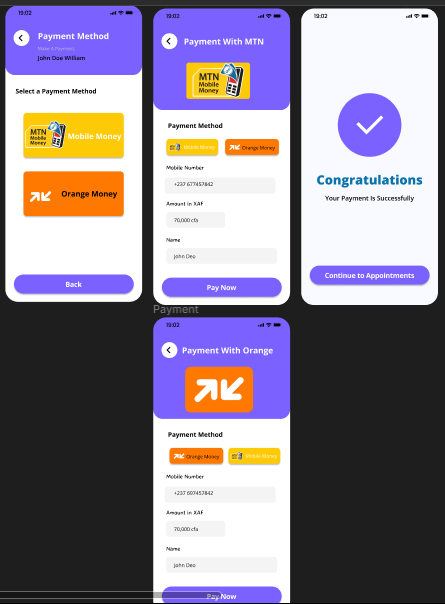 19:02
Payment Method
Make A Payment
John Doe William
Select a Payment Method
MTN
Mobile
Money
Mobile Money
Orange Money
Back
19:02
Payment With MTN
MTN
Mobile
Money
Payment Method
Mobile Money
Orange Money
Mobile Number
+237 677457842
Amount in XAF
70,000 cfa
Name
John Deo
Pay Now
19:02
Congratulations
Your Payment Is Successfully
Continue to Appointments
Payment
19:02
Payment With Orange
Payment Method
Orange Money
Mobile Money
Mobile Number
+237 697457842
Amount in XAF
70,000 cfa
Name
John Deo
Pay Now